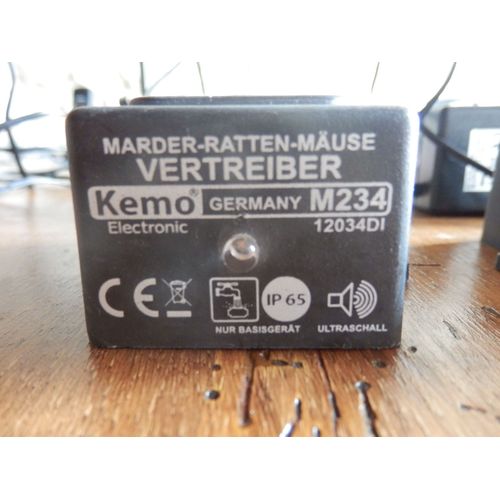 MARDER-RATTEN-MÄUSE
VERTREIBER
Kemo® GERMANY M234
Electronic 12034DI
CE IP 65
NUR BASISGERÄT ULTRASCHALL